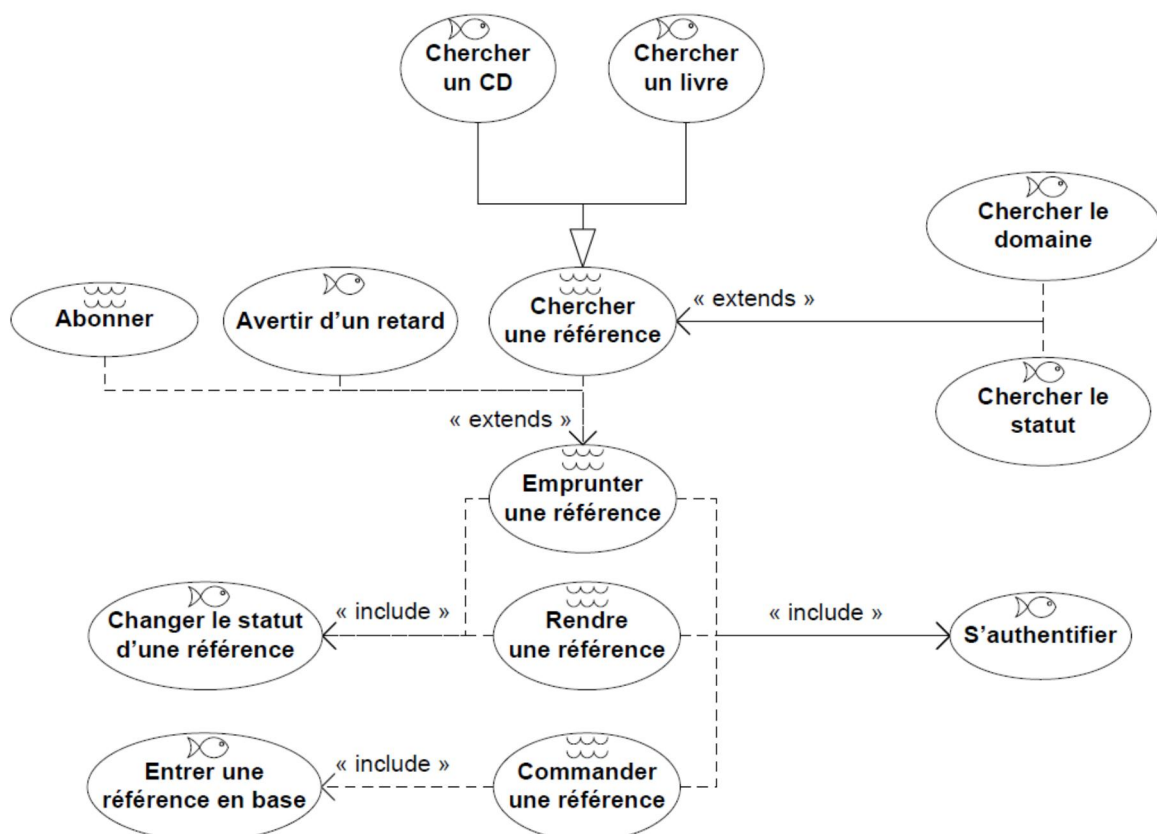 Chercher
un CD
Chercher
un livre
Chercher le
domaine
« extends »
Abonner
Avertir d’un retard
Chercher
une référence
Chercher le
statut
« extends »
Emprunter
une référence
Changer le statut
d’une référence
« include »
Rendre
une référence
« include »
S’authentifier
Entrer une
référence en base
« include »
Commander
une référence